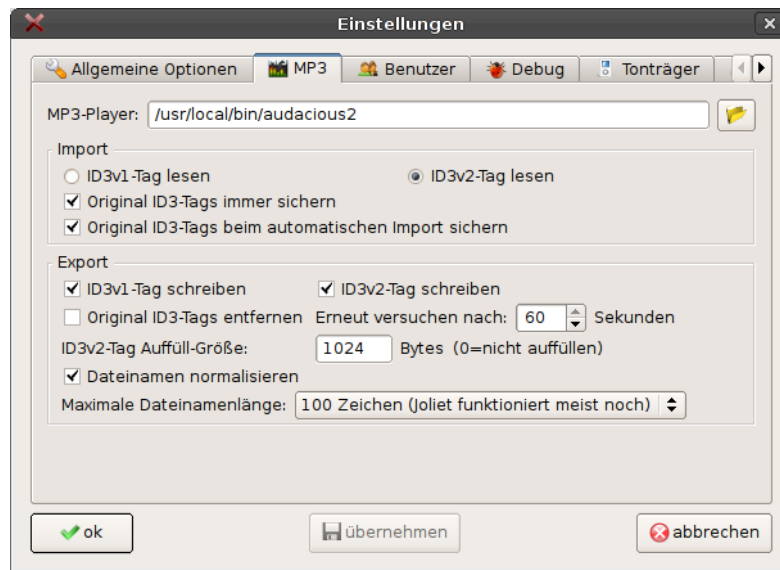 Einstellungen
Allgemeine Optionen MP3 Benutzer Debug Tonträger
MP3-Player: /usr/local/bin/audacious2
Import
ID3v1-Tag lesen ID3v2-Tag lesen
Original ID3-Tags immer sichern
Original ID3-Tags beim automatischen Import sichern
Export
ID3v1-Tag schreiben ID3v2-Tag schreiben
Original ID3-Tags entfernen Erneut versuchen nach: 60 Sekunden
ID3v2-Tag Auffüll-Größe: 1024 Bytes (0=nicht auffüllen)
Dateinamen normalisieren
Maximale Dateinamenlänge: 100 Zeichen (Joliet funktioniert meist noch)
ok übernehmen abbrechen